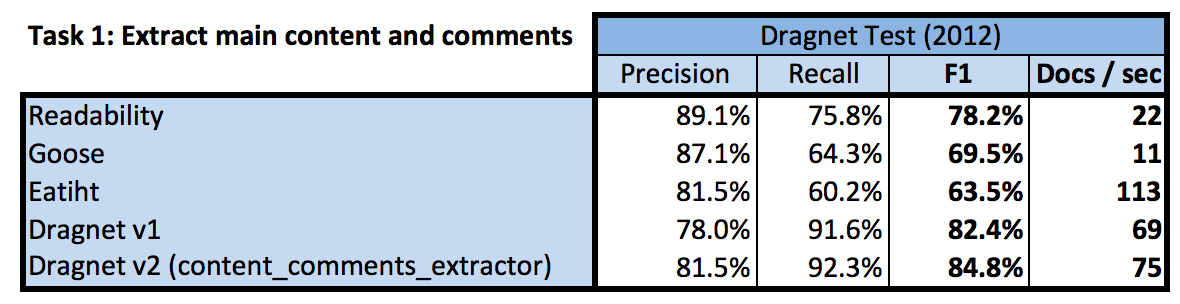 Task 1: Extract main content and comments Dragnet Test (2012)
Precision Recall F1 Docs / sec
Readability 89.1% 75.8% 78.2% 22
Goose 87.1% 64.3% 69.5% 11
Eatiht 81.5% 60.2% 63.5% 113
Dragnet v1 78.0% 91.6% 82.4% 69
Dragnet v2 (content_comments_extractor) 81.5% 92.3% 84.8% 75